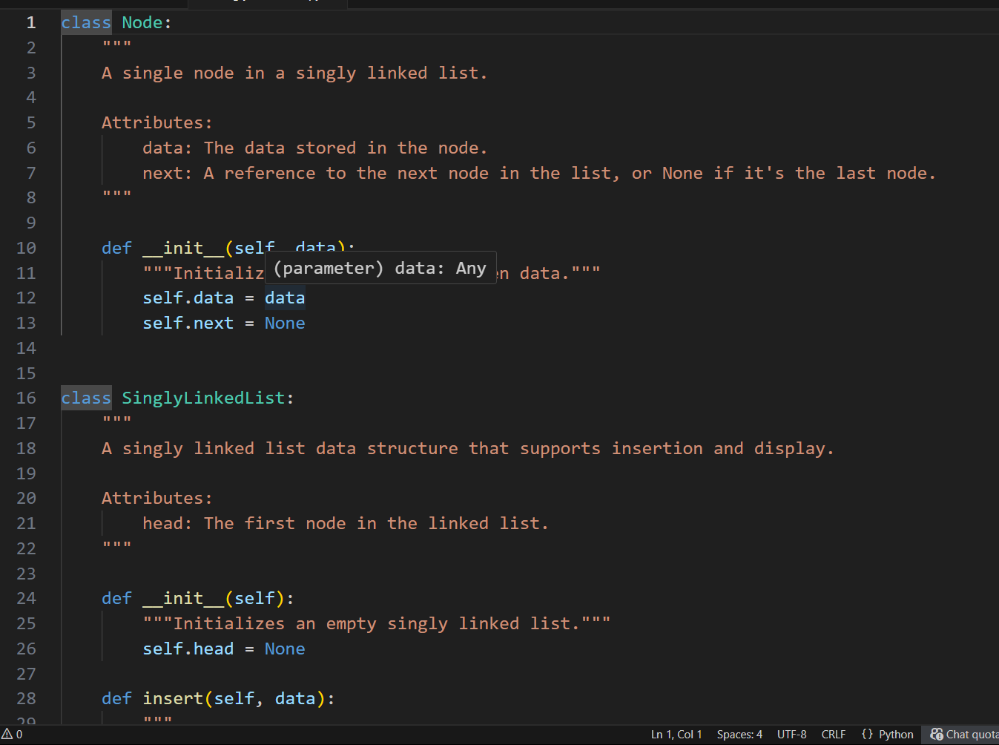 1 class Node:
2 """
3 A single node in a singly linked list.
4
5 Attributes:
6 data: The data stored in the node.
7 next: A reference to the next node in the list, or None if it's the last node.
8 """
9
10 def __init__(self, data):
(parameter) data: Any
11 """Initializ en data."""
12 self.data = data
13 self.next = None
14
15
16 class SinglyLinkedList:
17 """
18 A singly linked list data structure that supports insertion and display.
19
20 Attributes:
21 head: The first node in the linked list.
22 """
23
24 def __init__(self):
25 """Initializes an empty singly linked list."""
26 self.head = None
27
28 def insert(self, data):
29 """
0 Ln 1, Col 1 Spaces: 4 UTF-8 CRLF {} Python Chat quota